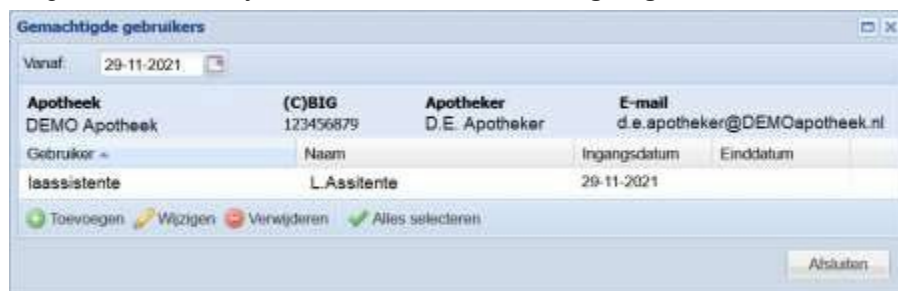 Gemachtigde gebruikers
Vanaf: 29-11-2021
Apotheek (C)BIG Apotheker E-mail
DEMO Apotheek 123456879 D.E. Apotheker d.e.apotheker@DEMOapotheek.nl
Gebruiker Naam Ingangsdatum Einddatum
laassistente L.Assitente 29-11-2021
Toevoegen Wijzigen Verwijderen Alles selecteren
Afsluiten